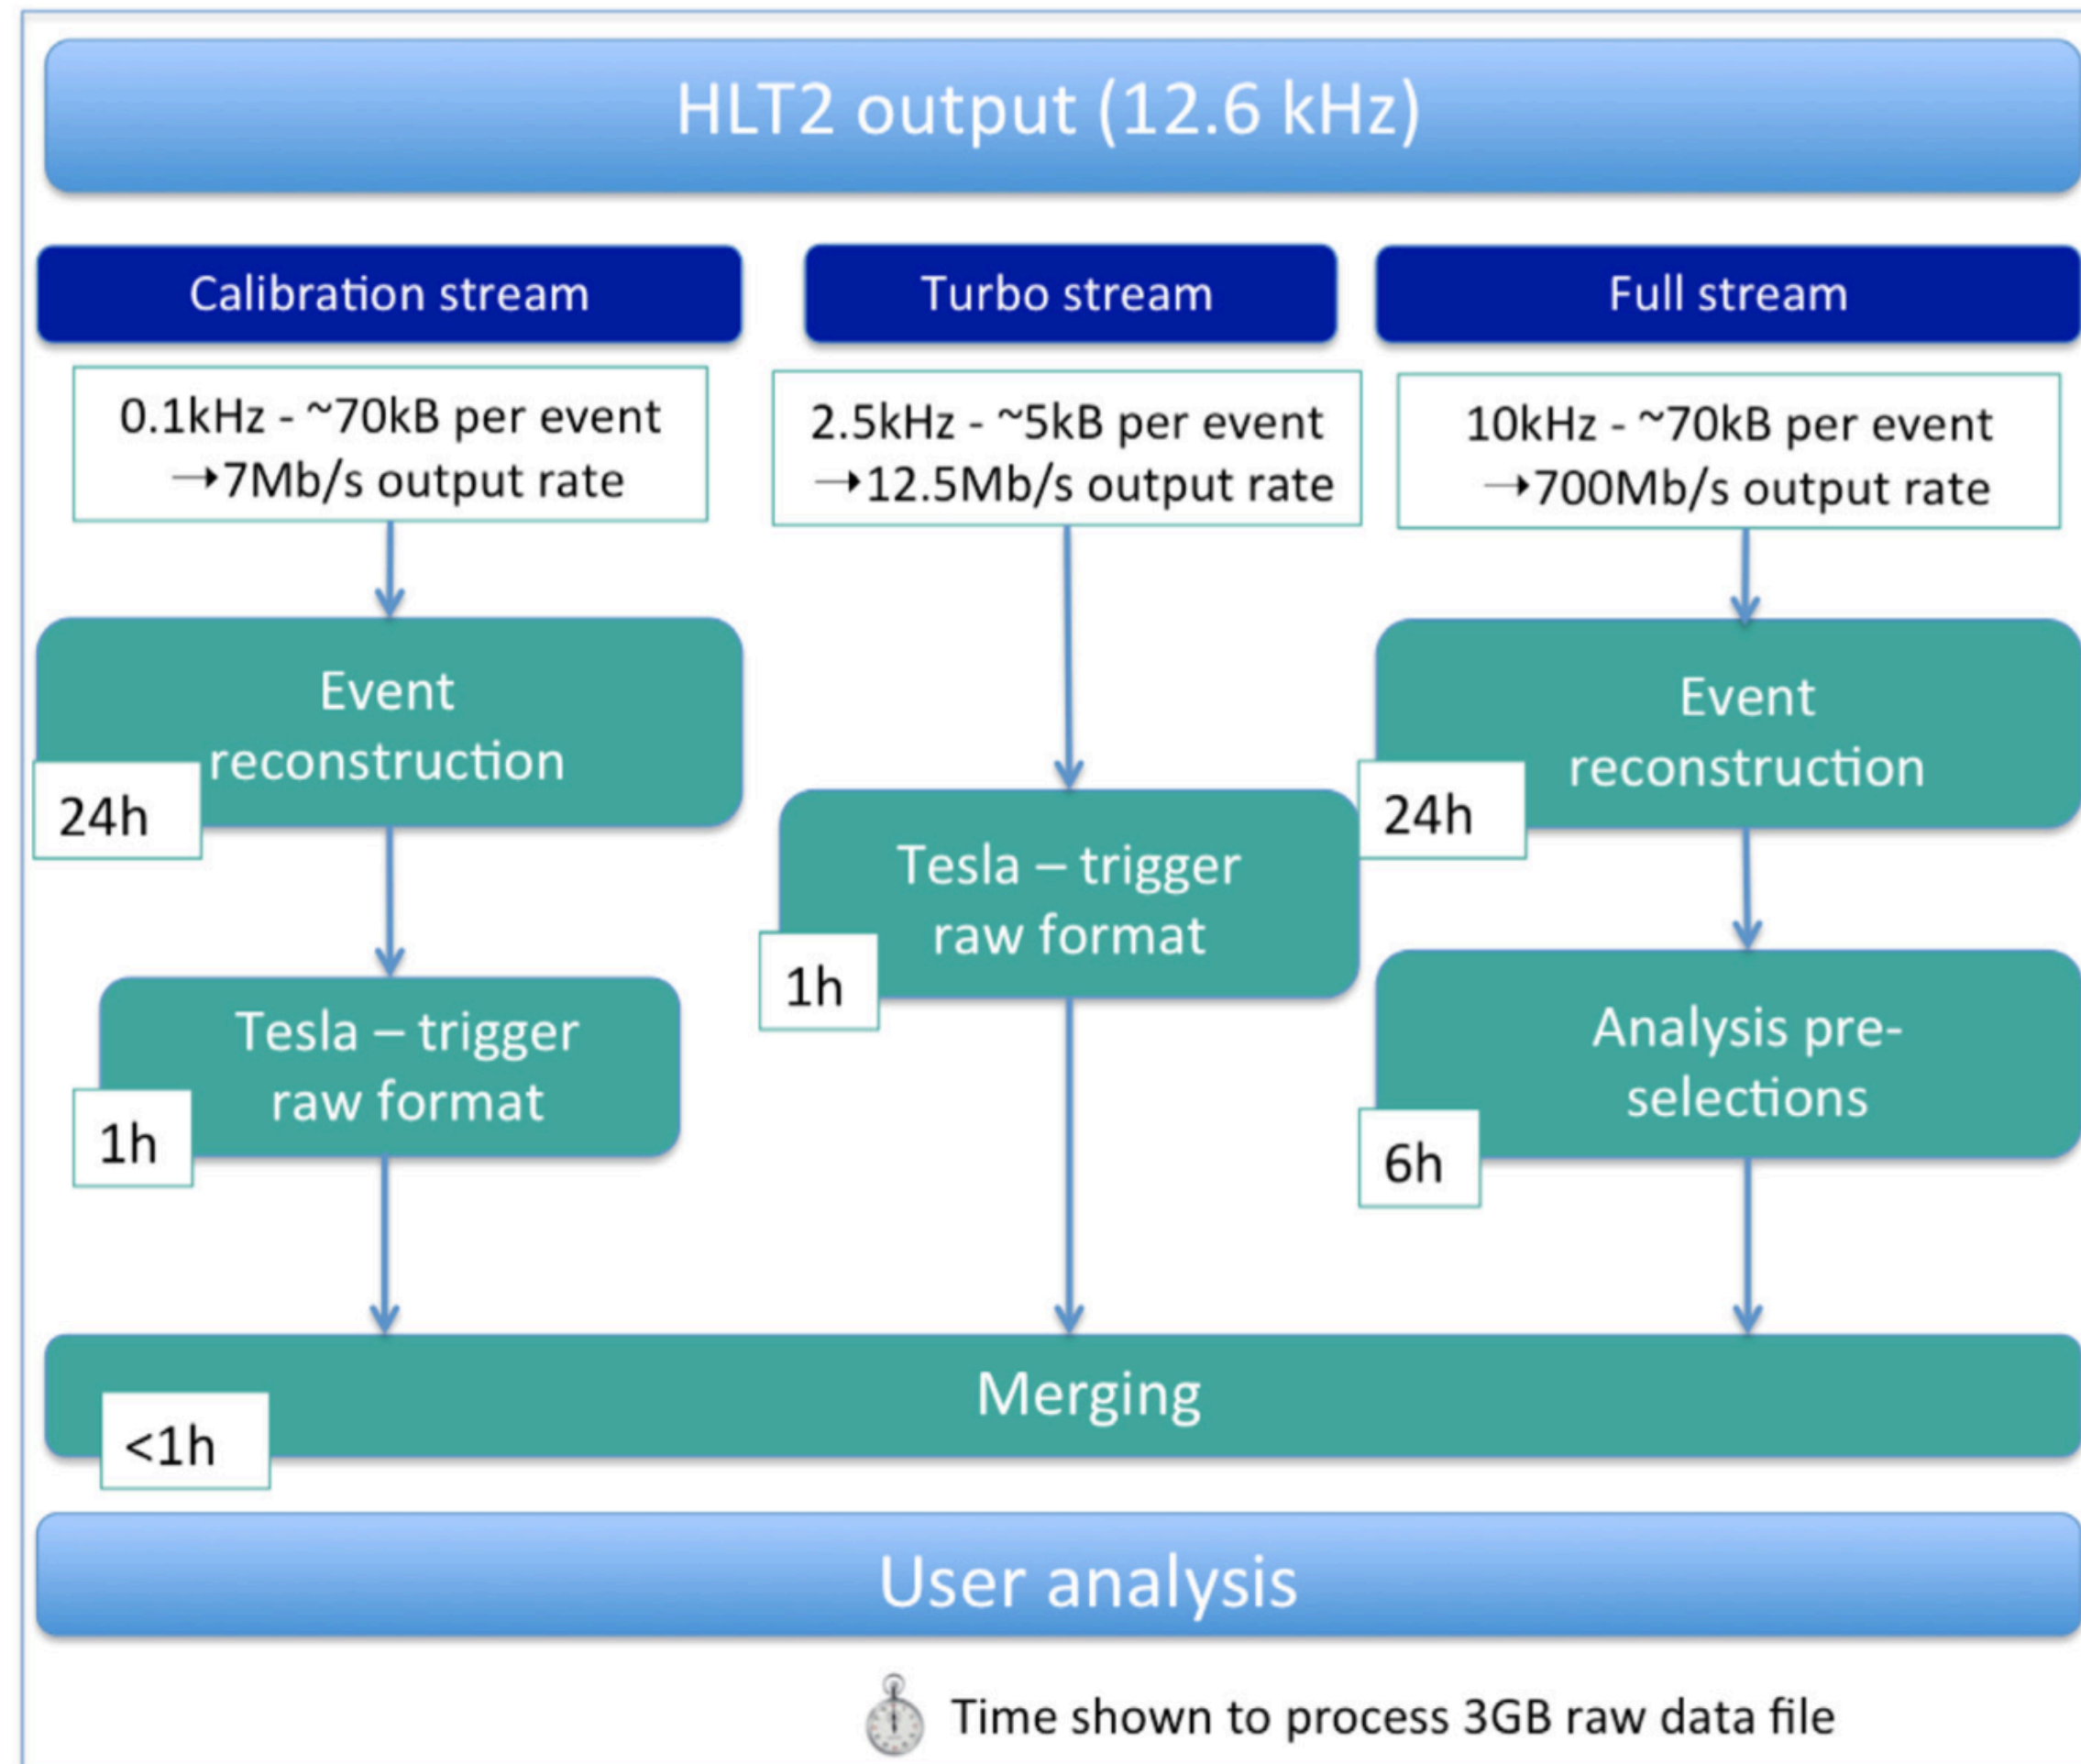 HLT2 output (12.6 kHz)
Calibration stream
0.1kHz - ~70kB per event
→7Mb/s output rate
Event
reconstruction
24h
Tesla – trigger
raw format
1h
Turbo stream
2.5kHz - ~5kB per event
→12.5Mb/s output rate
Tesla – trigger
raw format
1h
Full stream
10kHz - ~70kB per event
→700Mb/s output rate
Event
reconstruction
24h
Analysis pre-
selections
6h
Merging
<1h
User analysis
Time shown to process 3GB raw data file